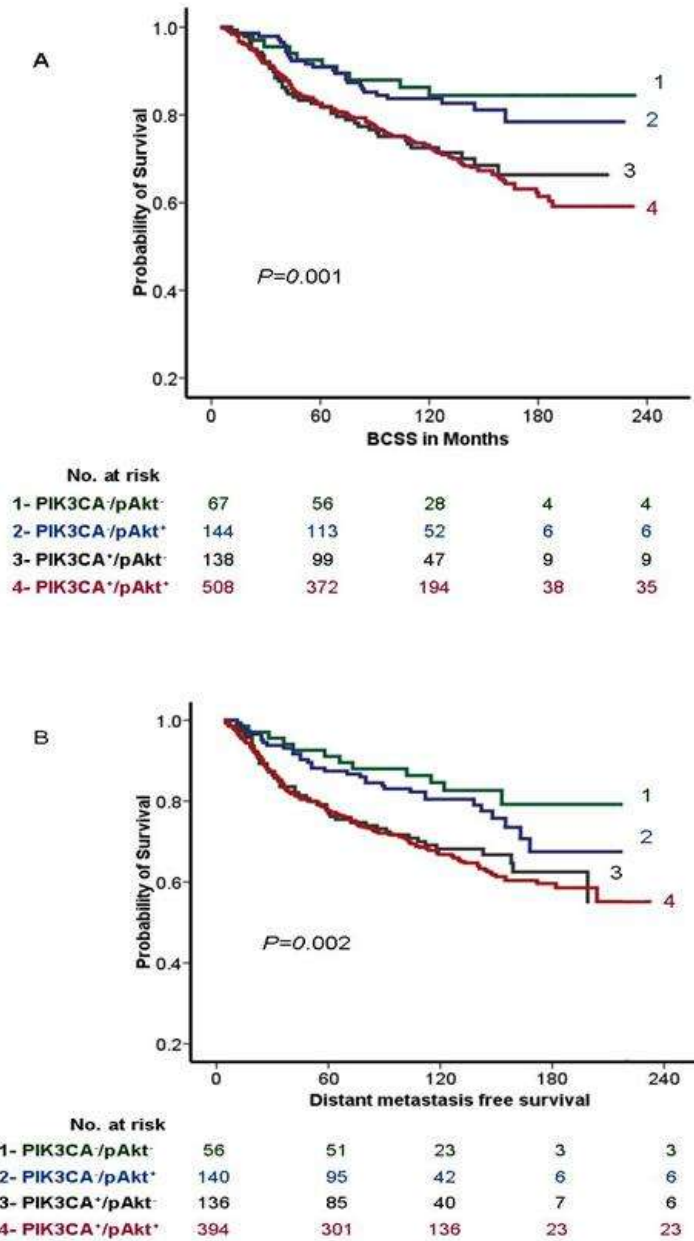 A
1.0
0.8
0.6
0.4
0.2
Probability of Survival
1
2
3
4
P=0.001
0 60 120 180 240
BCSS in Months
No. at risk
1- PIK3CA⁻/pAkt⁻ 67 56 28 4 4
2- PIK3CA⁻/pAkt⁺ 144 113 52 6 6
3- PIK3CA⁺/pAkt⁻ 138 99 47 9 9
4- PIK3CA⁺/pAkt⁺ 508 372 194 38 35
B
1.0
0.8
0.6
0.4
0.2
Probability of Survival
1
2
3
4
P=0.002
0 60 120 180 240
Distant metastasis free survival
No. at risk
1- PIK3CA⁻/pAkt⁻ 56 51 23 3 3
2- PIK3CA⁻/pAkt⁺ 140 95 42 6 6
3- PIK3CA⁺/pAkt⁻ 136 85 40 7 6
4- PIK3CA⁺/pAkt⁺ 394 301 136 23 23